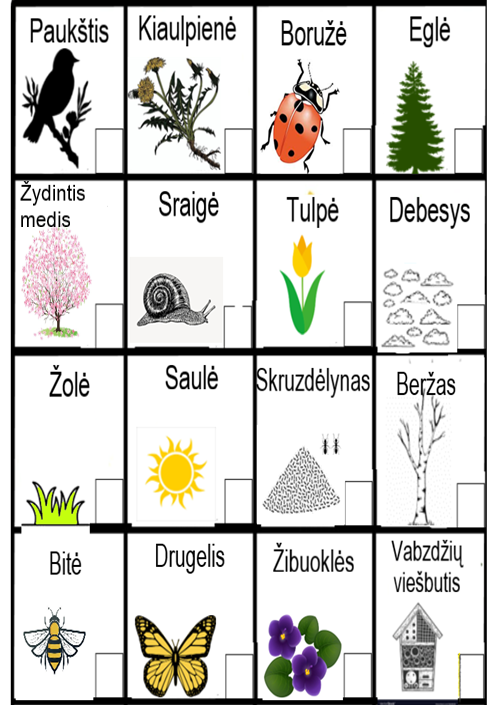 Paukštis
Kiaulpienė
Boružė
Eglė
Žydintis
medis
Sraigė
Tulpė
Debesys
Žolė
Saulė
Skruzdėlynas
Beržas
Bitė
Drugelis
Žibuoklės
Vabzdžių
viešbutis